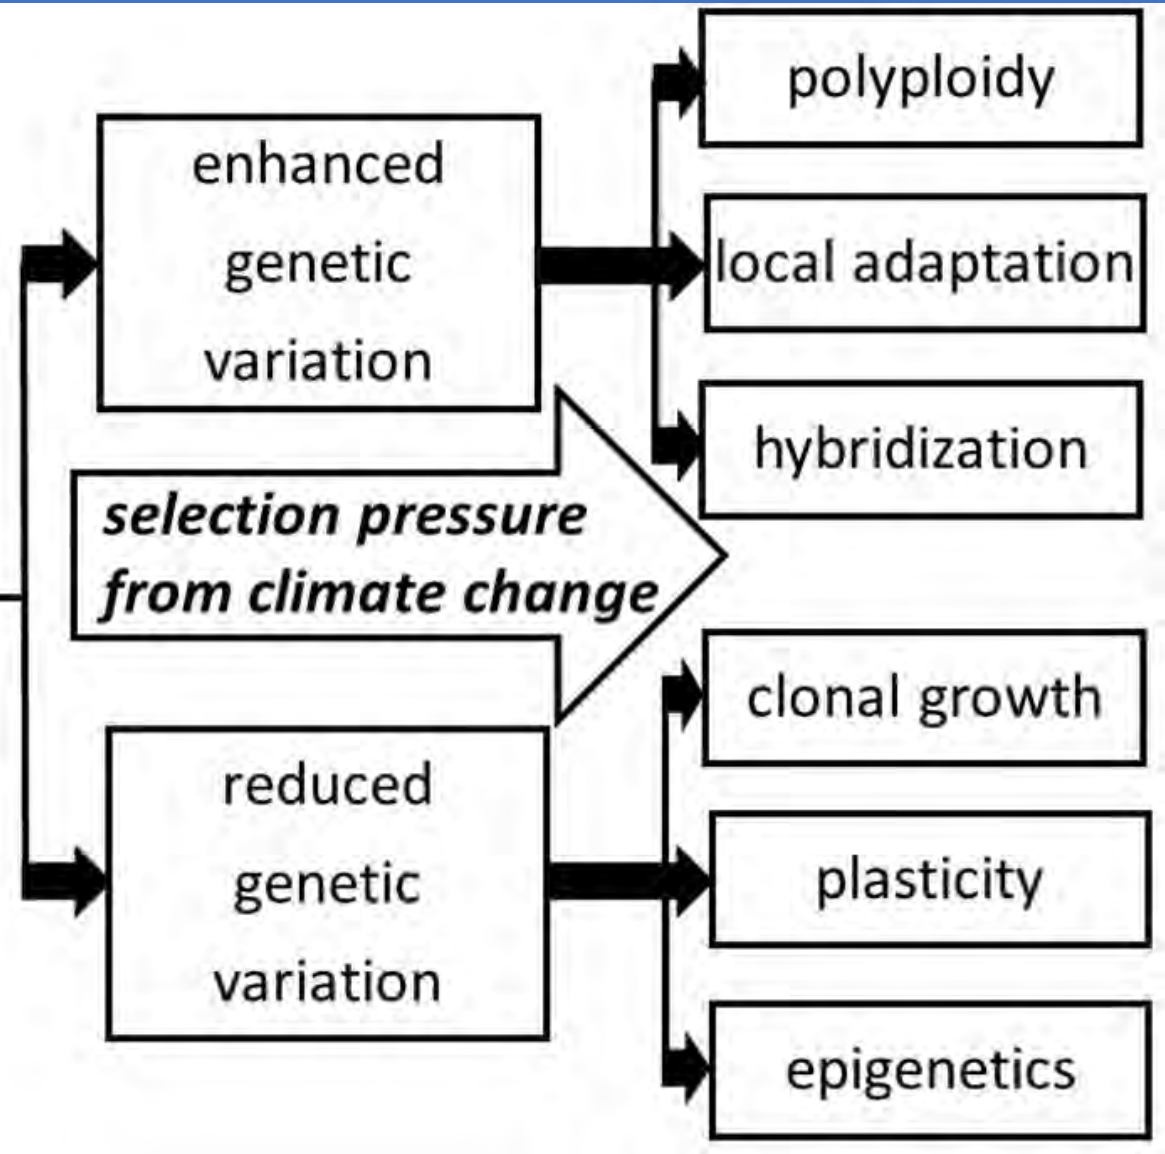 polyploidy
enhanced
genetic
variation
local adaptation
hybridization
selection pressure
from climate change
clonal growth
reduced
genetic
variation
plasticity
epigenetics